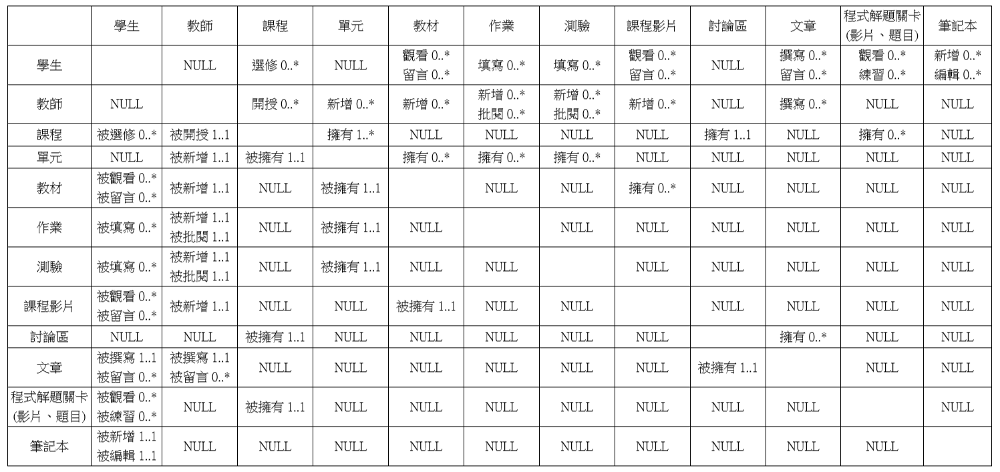 學生 教師 課程 單元 教材 作業 測驗 課程影片 討論區 文章 程式解題關卡 筆記本
(影片、題目)
學生 NULL 選修 0..* NULL 觀看 0..* 填寫 0..* 填寫 0..* 觀看 0..* NULL 撰寫 0..* 觀看 0..* 新增 0..*
留言 0..* 留言 0..* 留言 0..* 練習 0..* 編輯 0..*
教師 NULL 開授 0..* 新增 0..* 新增 0..* 新增 0..* 新增 0..* 新增 0..* NULL 撰寫 0..* NULL NULL
批閱 0..* 批閱 0..*
課程 被選修 0..* 被開授 1..1 擁有 1..* NULL NULL NULL NULL 擁有 1..1 NULL 擁有 0..* NULL
單元 NULL 被新增 1..1 被擁有 1..1 擁有 0..* 擁有 0..* 擁有 0..* NULL NULL NULL NULL NULL
教材 被觀看 0..* 被新增 1..1 NULL 被擁有 1..1 NULL NULL 擁有 0..* NULL NULL NULL NULL
被留言 0..*
作業 被填寫 0..* 被新增 1..1 NULL 被擁有 1..1 NULL NULL NULL NULL NULL NULL NULL
被批閱 1..1
測驗 被填寫 0..* 被新增 1..1 NULL 被擁有 1..1 NULL NULL NULL NULL NULL NULL NULL
被批閱 1..1
課程影片 被觀看 0..* 被新增 1..1 NULL NULL 被擁有 1..1 NULL NULL NULL NULL NULL NULL
被留言 0..*
討論區 NULL NULL 被擁有 1..1 NULL NULL NULL NULL NULL 擁有 0..* NULL NULL
文章 被撰寫 1..1 被撰寫 1..1 NULL NULL NULL NULL NULL NULL 被擁有 1..1 NULL NULL
被留言 0..* 被留言 0..*
程式解題關卡 被觀看 0..* NULL 被擁有 1..1 NULL NULL NULL NULL NULL NULL NULL NULL
(影片、題目) 被練習 0..*
筆記本 被新增 1..1 NULL NULL NULL NULL NULL NULL NULL NULL NULL NULL
被編輯 1..1